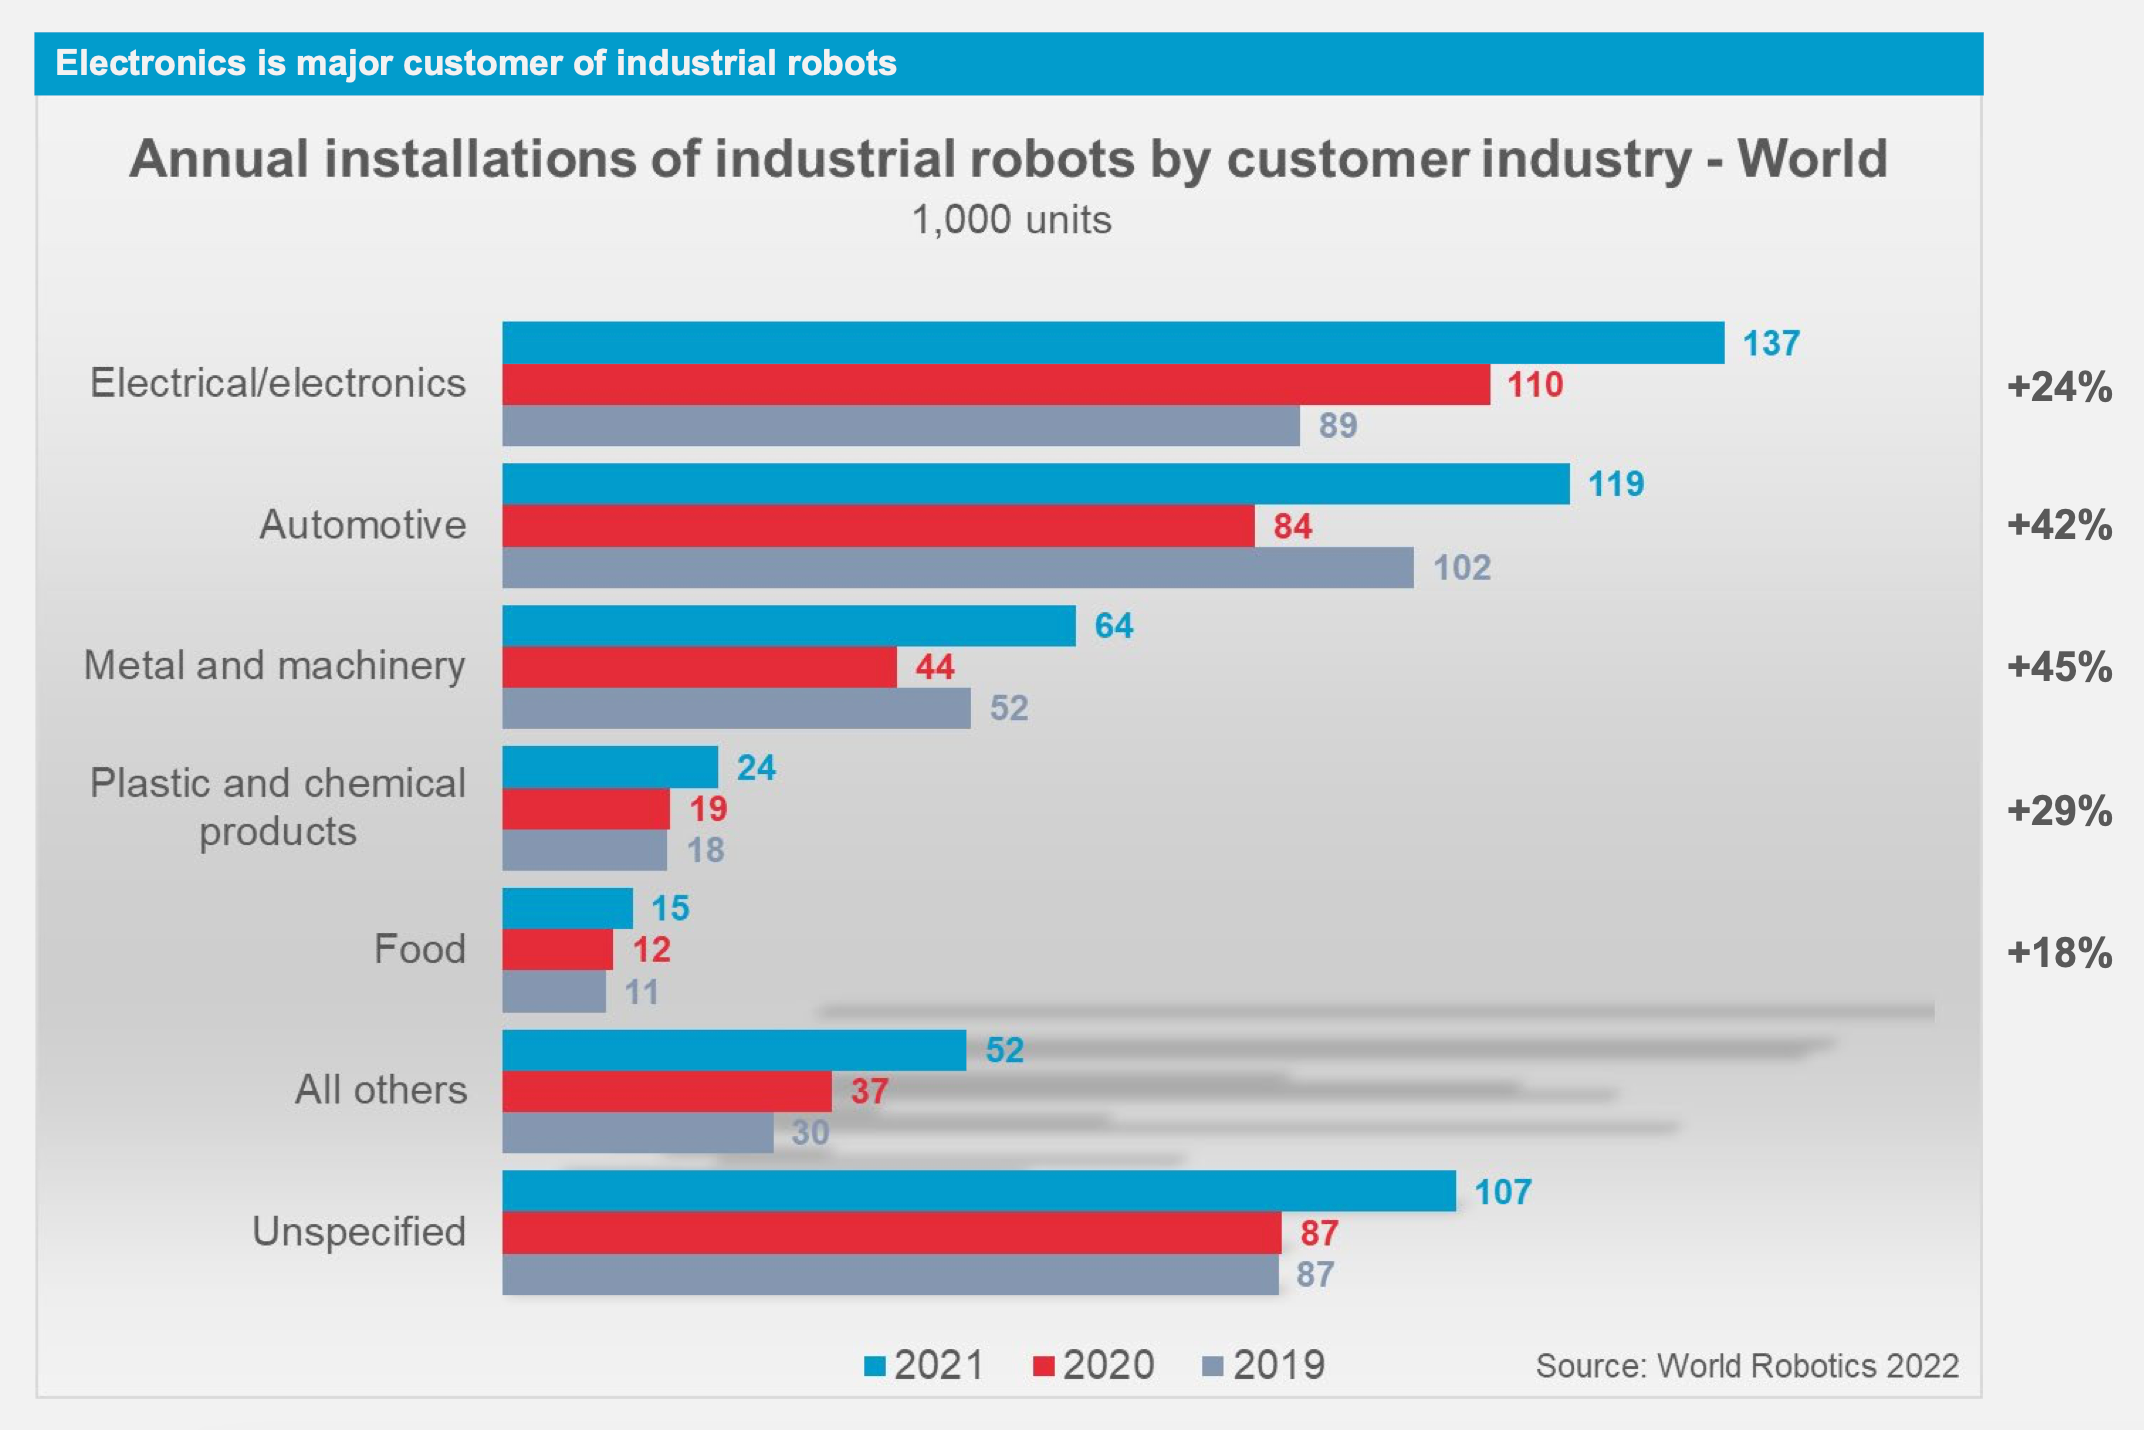 Electronics is major customer of industrial robots
Annual installations of industrial robots by customer industry - World
1,000 units
Electrical/electronics
137
110
89
+24%
Automotive
119
84
102
+42%
Metal and machinery
64
44
52
+45%
Plastic and chemical
products
24
19
18
+29%
Food
15
12
11
+18%
All others
52
37
30
Unspecified
107
87
87
2021 2020 2019
Source: World Robotics 2022